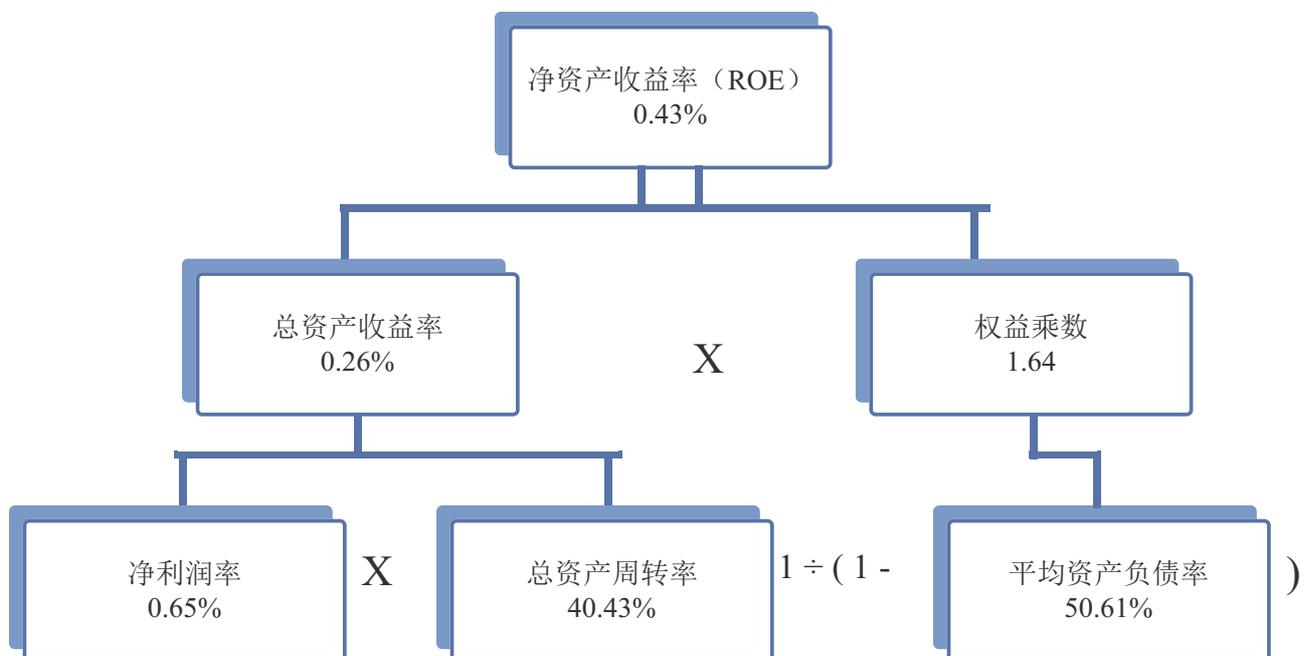 净资产收益率（ROE）
0.43%
总资产收益率
0.26%
X
权益乘数
1.64
净利润率
0.65%
X
总资产周转率
40.43%
1 ÷ ( 1 -
平均资产负债率
50.61%
)